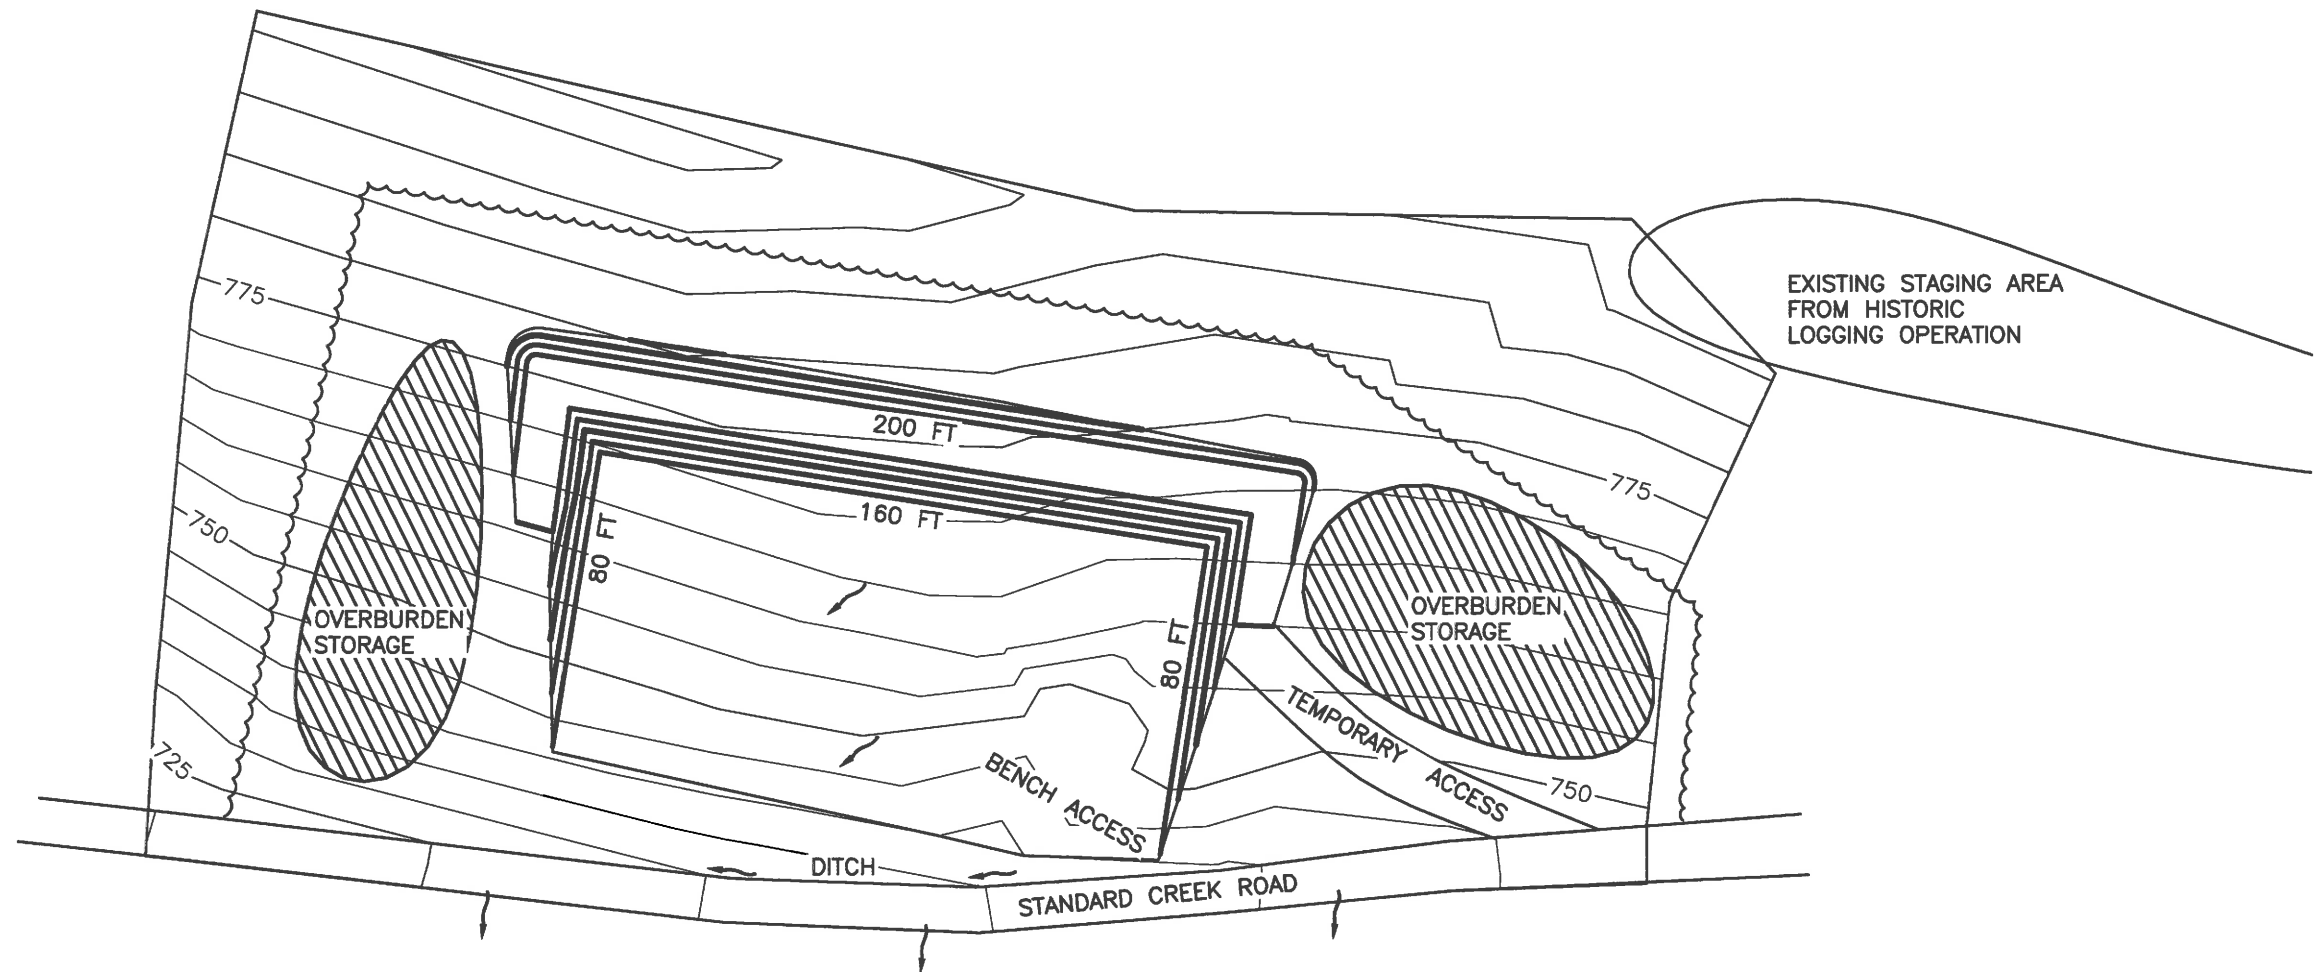 EXISTING STAGING AREA
FROM HISTORIC
LOGGING OPERATION
775
200 FT
775
160 FT
750
80 FT
OVERBURDEN
STORAGE
OVERBURDEN
STORAGE
80 FT
TEMPORARY ACCESS
725
BENCH ACCESS
750
DITCH
STANDARD CREEK ROAD